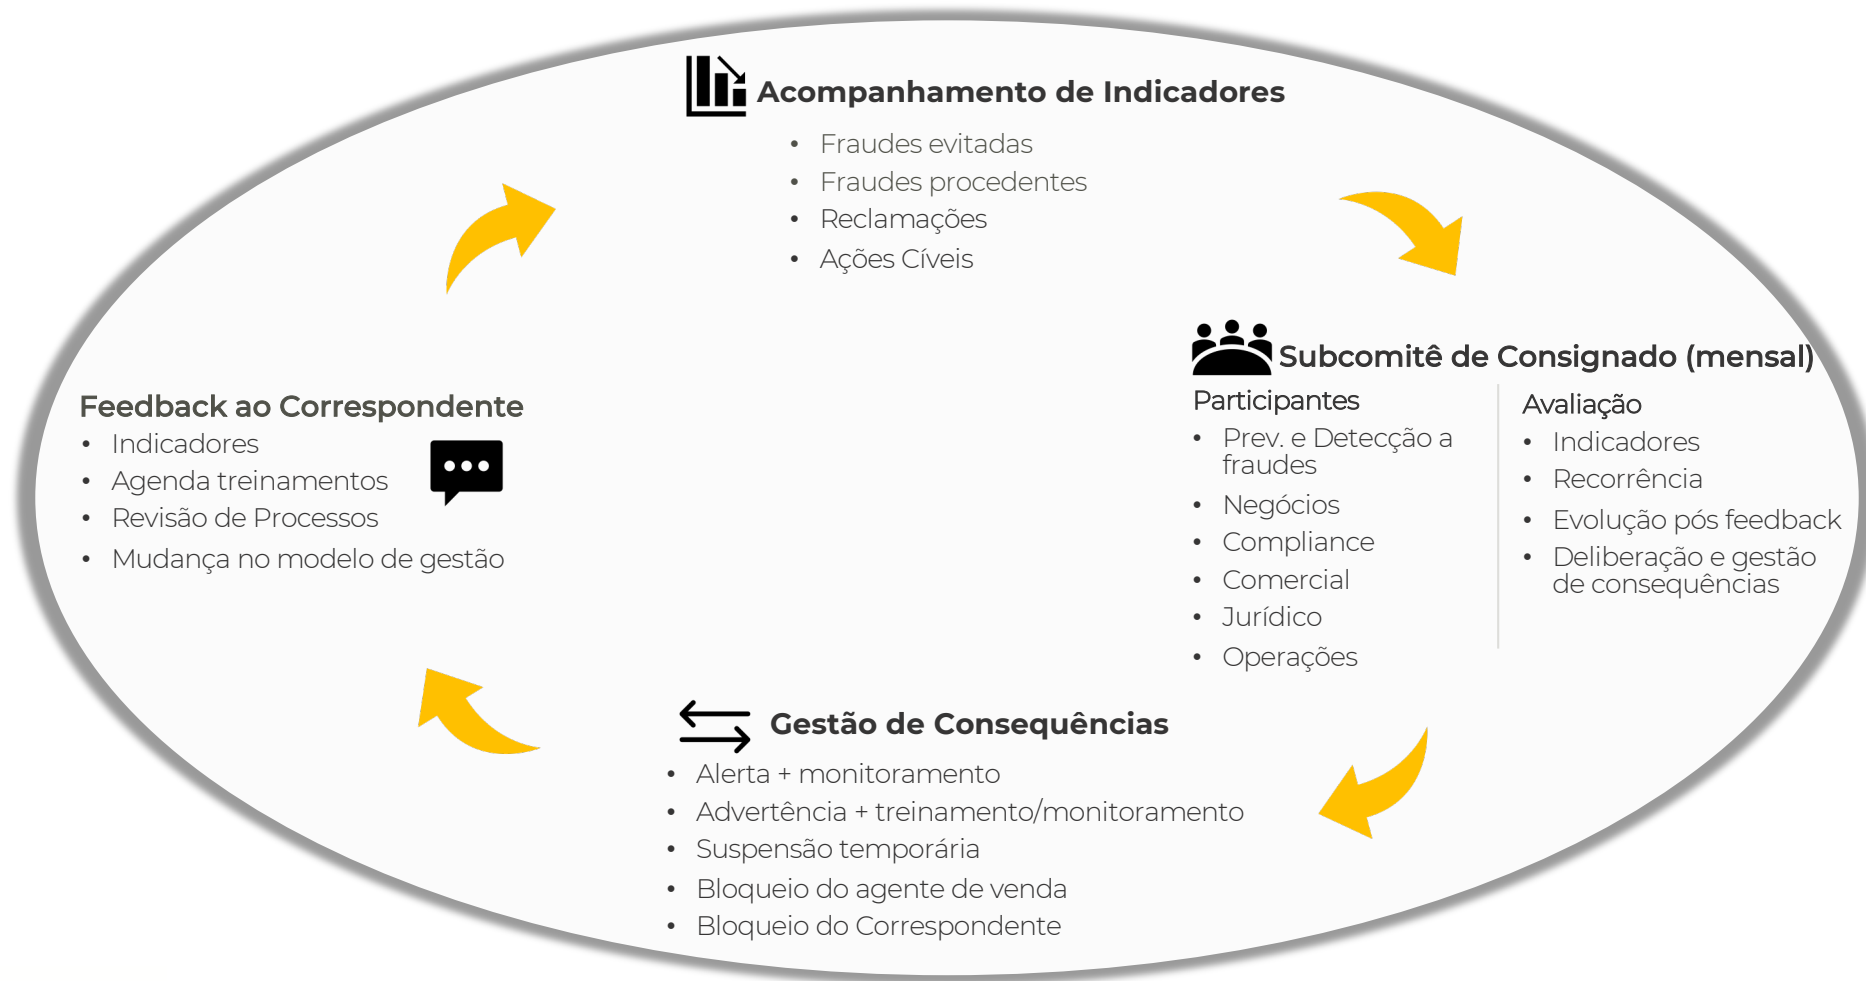 Acompanhamento de Indicadores
• Fraudes evitadas
• Fraudes procedentes
• Reclamações
• Ações Cíveis
Subcomitê de Consignado (mensal)
Participantes
• Prev. e Detecção a
fraudes
• Negócios
• Compliance
• Comercial
• Jurídico
• Operações
Avaliação
• Indicadores
• Recorrência
• Evolução pós feedback
• Deliberação e gestão
de consequências
Gestão de Consequências
• Alerta + monitoramento
• Advertência + treinamento/monitoramento
• Suspensão temporária
• Bloqueio do agente de venda
• Bloqueio do Correspondente
Feedback ao Correspondente
• Indicadores
• Agenda treinamentos
• Revisão de Processos
• Mudança no modelo de gestão